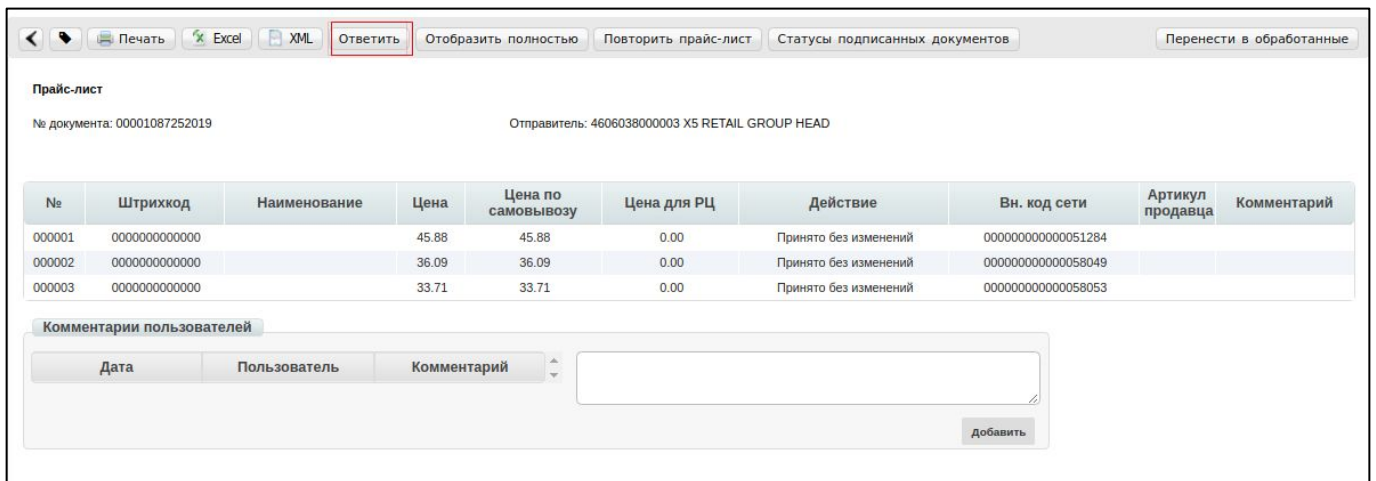 Печать Excel XML Ответить Отобразить полностью Повторить прайс-лист Статусы подписанных документов Перенести в обработанные
Прайс-лист
№ документа: 00001087252019 Отправитель: 4606038000003 X5 RETAIL GROUP HEAD
№ Штрихкод Наименование Цена Цена по самовывозу Цена для РЦ Действие Вн. код сети Артикул продавца Комментарий
000001 0000000000000 45.88 45.88 0.00 Принято без изменений 000000000000051284
000002 0000000000000 36.09 36.09 0.00 Принято без изменений 000000000000058049
000003 0000000000000 33.71 33.71 0.00 Принято без изменений 000000000000058053
Комментарии пользователей
Дата Пользователь Комментарий
Добавить